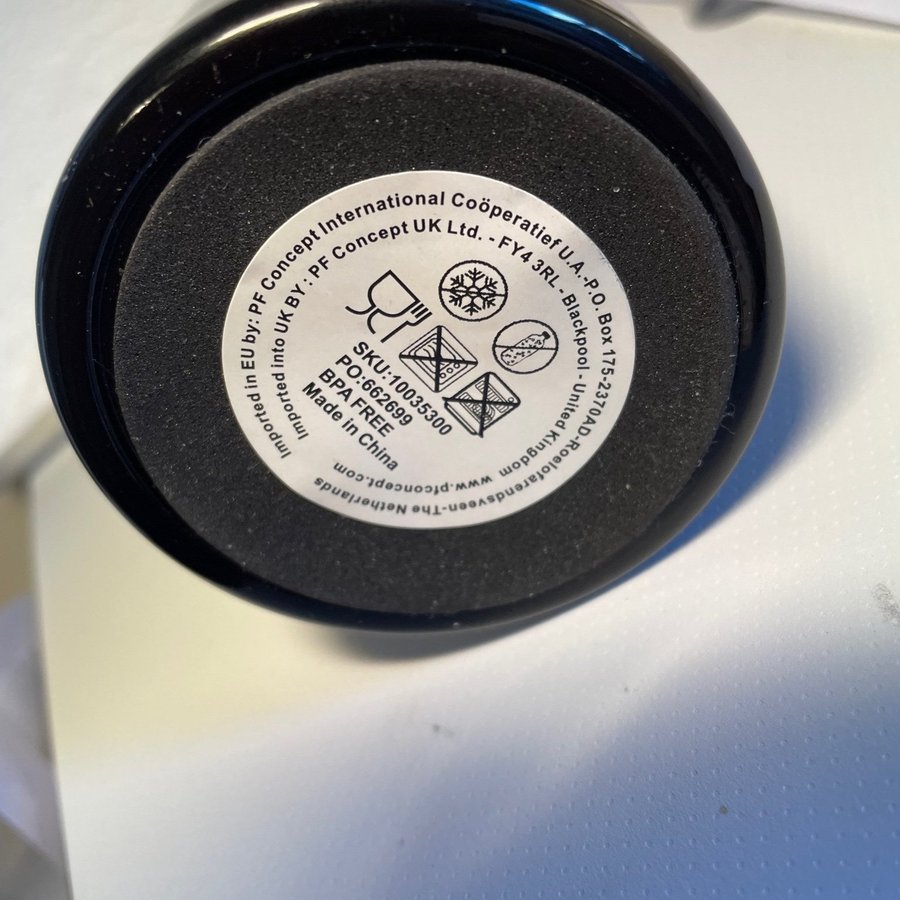 Imported in EU by: PF Concept International Coöperatief U.A.-P.O. Box 175-2370AD-Roelofarendsveen-The Netherlands
Imported into UK BY: PF Concept UK Ltd. - FY4 3RL - Blackpool - United Kingdom www.pfconcept.com
SKU:10035300
PO:662699
BPA FREE
Made in China